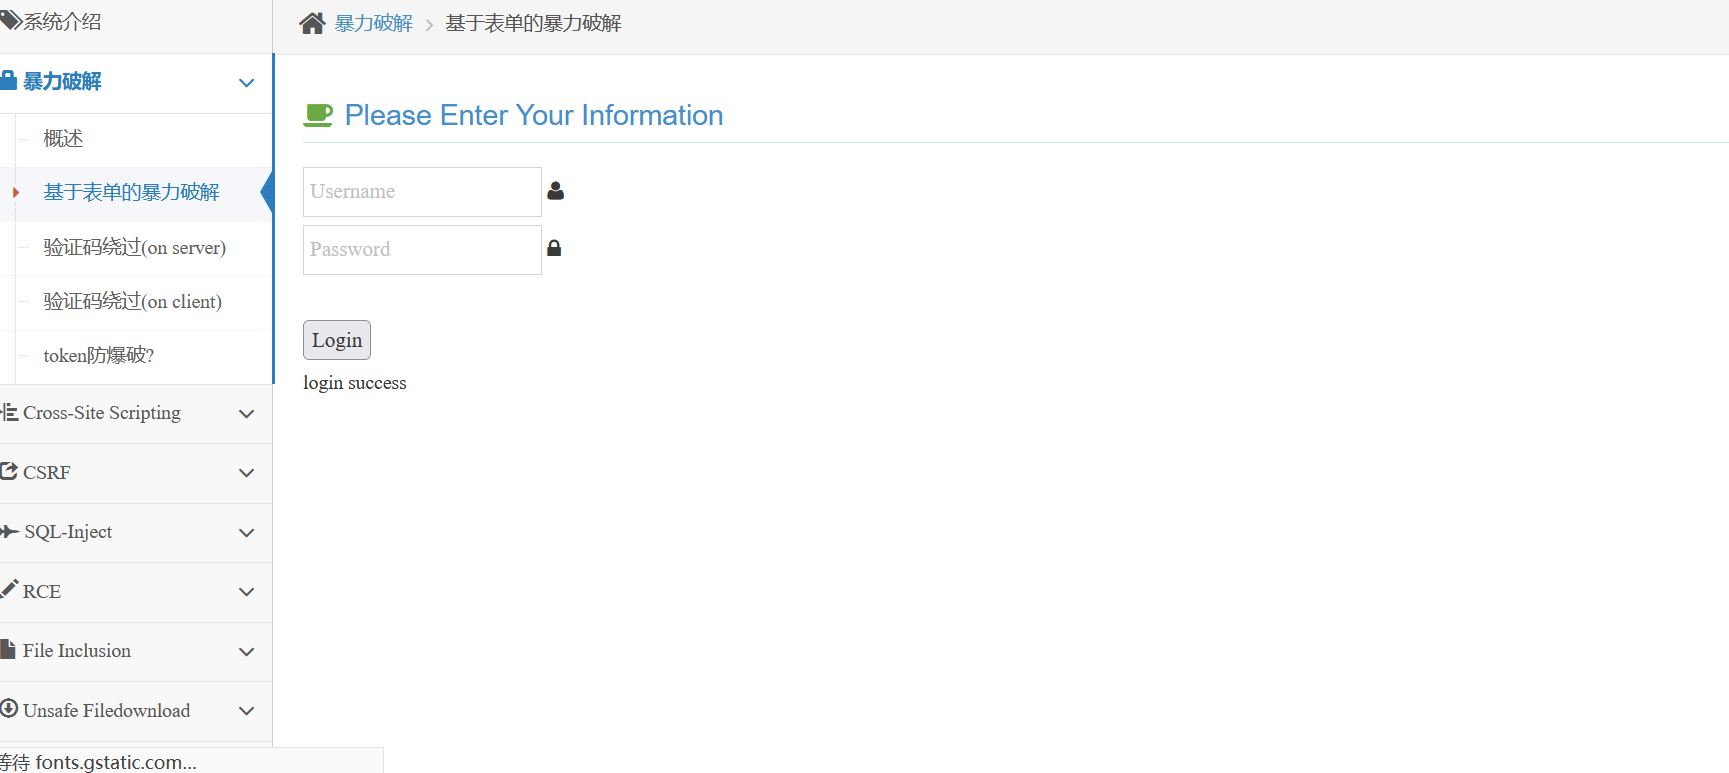 系统介绍
暴力破解
概述
基于表单的暴力破解
验证码绕过(on server)
验证码绕过(on client)
token防爆破?
Cross-Site Scripting
CSRF
SQL-Inject
RCE
File Inclusion
Unsafe Filedownload
等待 fonts.gstatic.com...
暴力破解 > 基于表单的暴力破解
Please Enter Your Information
Username
Password
Login
login success